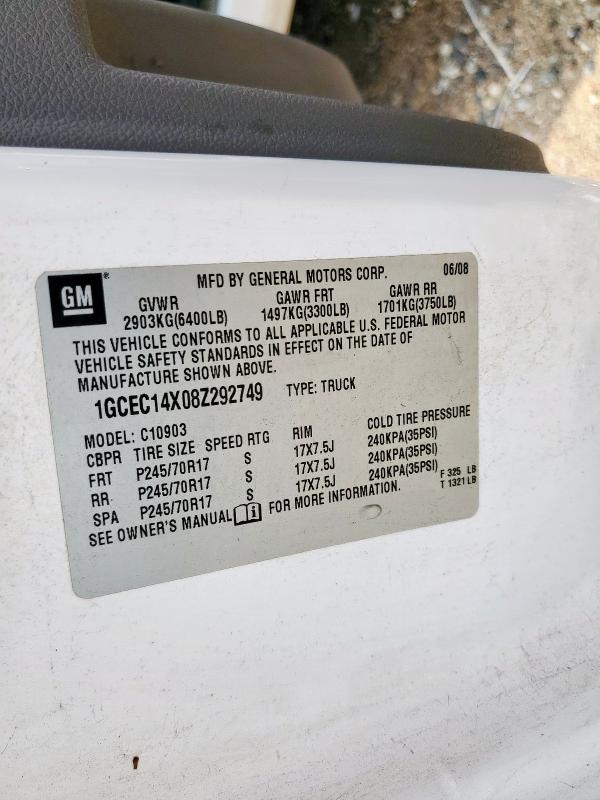 GM ® MFD BY GENERAL MOTORS CORP. 06/08
GVWR GAWR FRT GAWR RR
2903KG(6400LB) 1497KG(3300LB) 1701KG(3750LB)
THIS VEHICLE CONFORMS TO ALL APPLICABLE U.S. FEDERAL MOTOR
VEHICLE SAFETY STANDARDS IN EFFECT ON THE DATE OF
MANUFACTURE SHOWN ABOVE.
1GCEC14X08Z292749 TYPE: TRUCK
MODEL: C10903
CBPR TIRE SIZE SPEED RTG RIM COLD TIRE PRESSURE
FRT P245/70R17 S 17X7.5J 240KPA(35PSI)
RR P245/70R17 S 17X7.5J 240KPA(35PSI)
SPA P245/70R17 S 17X7.5J 240KPA(35PSI)
SEE OWNER'S MANUAL i FOR MORE INFORMATION.
F 325 LB
T 1321 LB